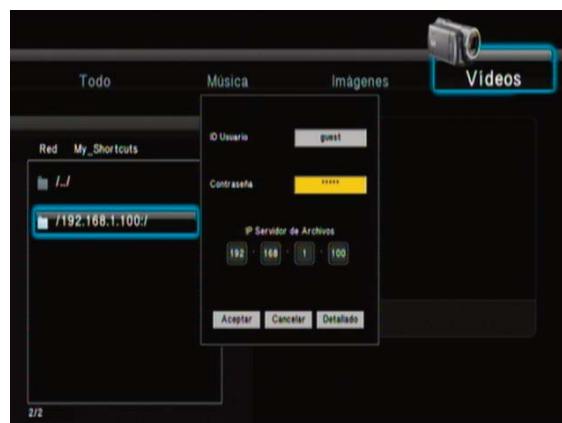 Todo Música Imágenes Vídeos
Red My_Shortcuts
/../
/192.168.1.100:/
2/2
ID Usuario guest
Contraseña *****
IP Servidor de Archivos
192 . 168 . 1 . 100
Aceptar Cancelar Detallado